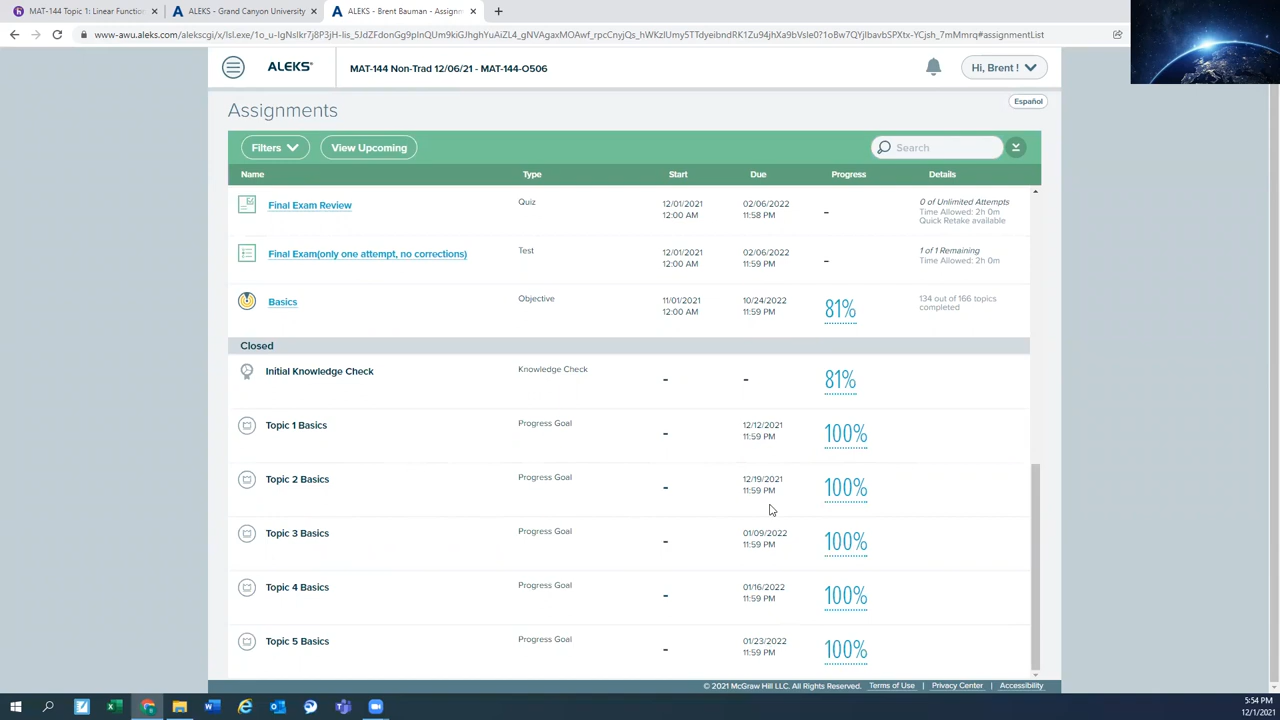 MAT-144 Topic 1: Linear Function
ALEKS - Grand Canyon University
ALEKS - Brent Bauman - Assignm
ALEKS®
MAT-144 Non-Trad 12/06/21 - MAT-144-O506
Hi, Brent !
Assignments
Español
Filters
View Upcoming
Search
Name Type Start Due Progress Details
Final Exam Review
Quiz
12/01/2021
12:00 AM
02/06/2022
11:58 PM
-
0 of Unlimited Attempts
Time Allowed: 2h 0m
Quick Retake available
Final Exam(only one attempt, no corrections)
Test
12/01/2021
12:00 AM
02/06/2022
11:59 PM
-
1 of 1 Remaining
Time Allowed: 2h 0m
Basics
Objective
11/01/2021
12:00 AM
10/24/2022
11:59 PM
81%
134 out of 166 topics
completed
Closed
Initial Knowledge Check
Knowledge Check
-
-
81%
Topic 1 Basics
Progress Goal
-
12/12/2021
11:59 PM
100%
Topic 2 Basics
Progress Goal
-
12/19/2021
11:59 PM
100%
Topic 3 Basics
Progress Goal
-
01/09/2022
11:59 PM
100%
Topic 4 Basics
Progress Goal
-
01/16/2022
11:59 PM
100%
Topic 5 Basics
Progress Goal
-
01/23/2022
11:59 PM
100%
© 2021 McGraw Hill LLC. All Rights Reserved. Terms of Use | Privacy Center | Accessibility
5:54 PM
12/1/2021